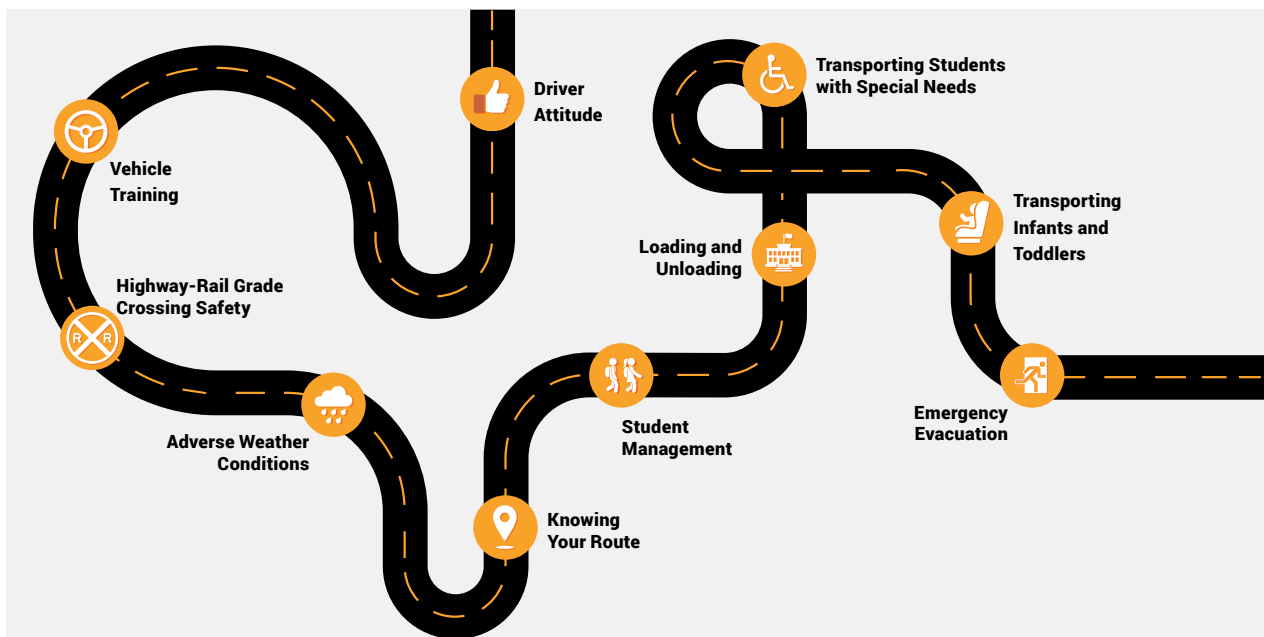 Driver
Attitude
Vehicle
Training
Highway-Rail Grade
Crossing Safety
R R
Adverse Weather
Conditions
Knowing
Your Route
Student
Management
Loading and
Unloading
Transporting Students
with Special Needs
Transporting
Infants and
Toddlers
Emergency
Evacuation